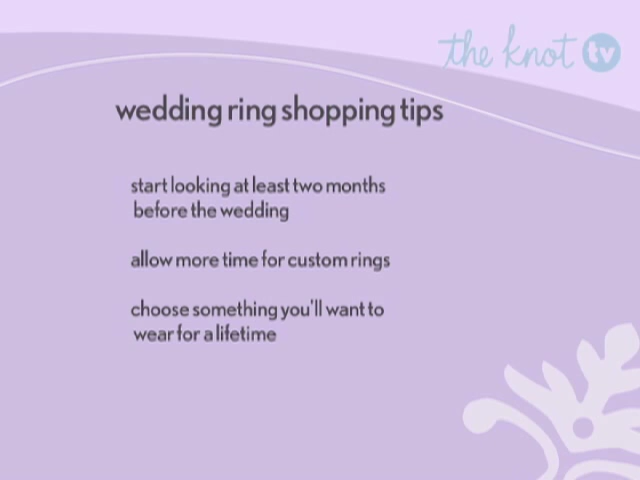 the knot tv
wedding ring shopping tips
start looking at least two months
before the wedding
allow more time for custom rings
choose something you'll want to
wear for a lifetime